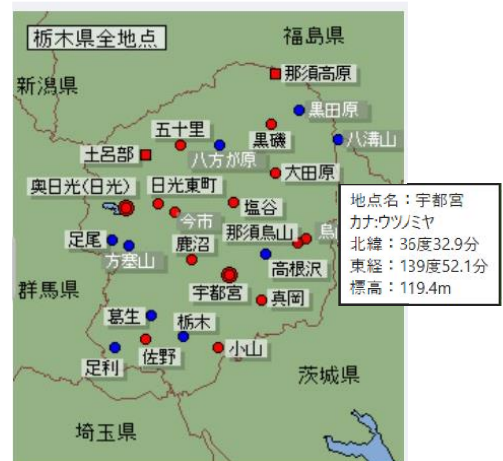 栃木県全地点
福島県
新潟県
那須高原
黒田原
五十里
黒磯
八溝山
土呂部
八方が原
大田原
奥日光(日光)
日光東町
塩谷
今市
那須烏山
足尾
鹿沼
方塞山
高根沢
群馬県
宇都宮
真岡
葛生
栃木
足利
佐野
小山
茨城県
埼玉県
地点名：宇都宮
カナ:ウツノミヤ
北緯：36度32.9分
東経：139度52.1分
標高：119.4m